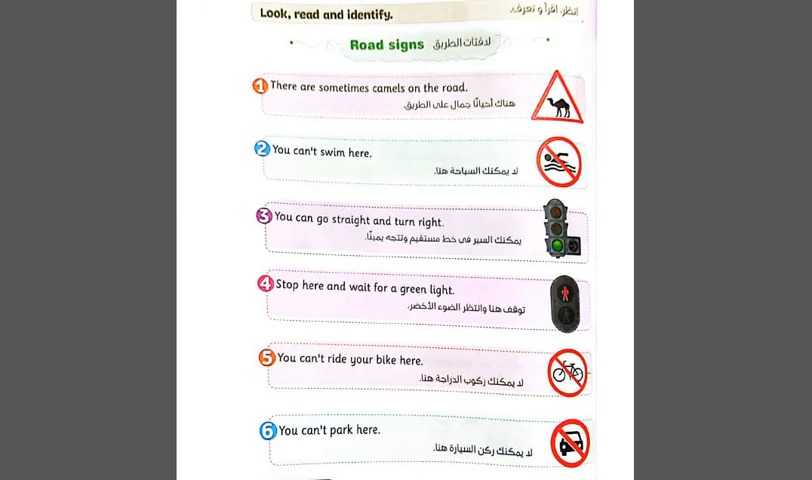 Look, read and identify.
انظر، اقرأ و تعرف.
Road signs لافتات الطريق
1 There are sometimes camels on the road.
هناك أحيانًا جمال على الطريق.
2 You can't swim here.
لا يمكنك السباحة هنا.
3 You can go straight and turn right.
يمكنك السير فى خط مستقيم وتتجه يمينًا.
4 Stop here and wait for a green light.
توقف هنا وانتظر الضوء الأخضر.
5 You can't ride your bike here.
لا يمكنك ركوب الدراجة هنا.
6 You can't park here.
لا يمكنك ركن السيارة هنا.